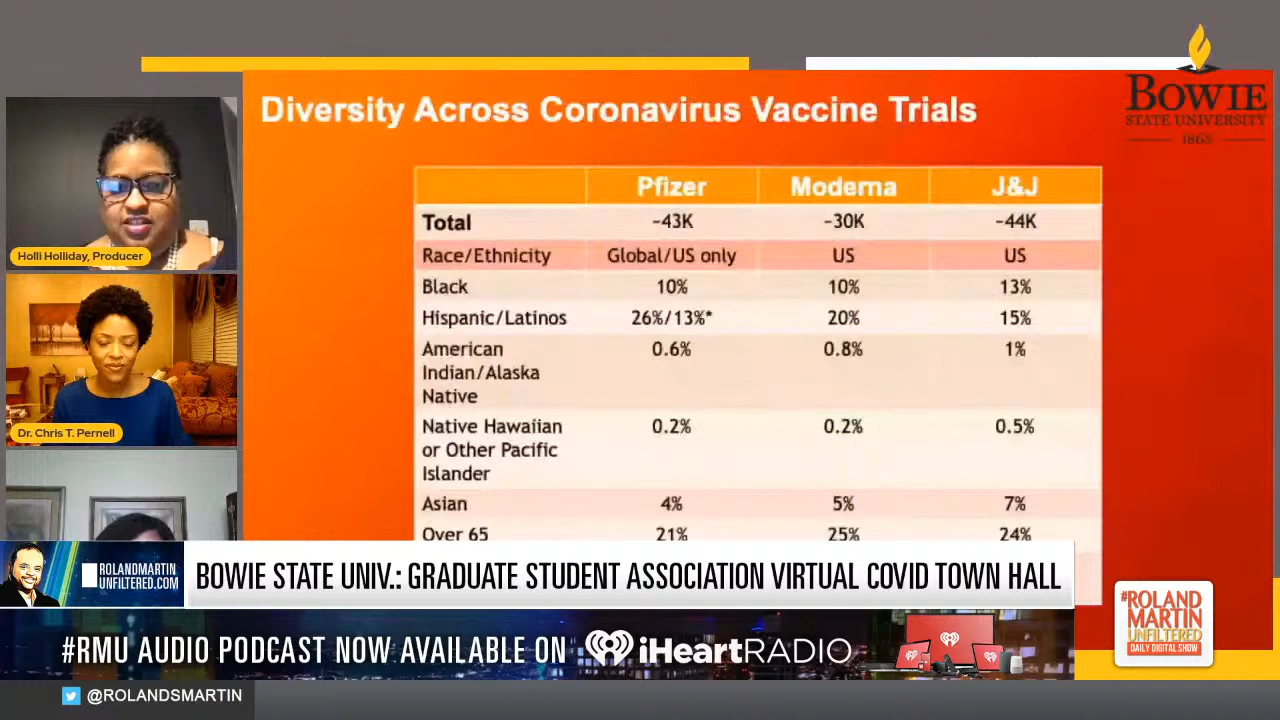 BOWIE
STATE UNIVERSITY
1865
Diversity Across Coronavirus Vaccine Trials
Pfizer Moderna J&J
Total ~43K ~30K ~44K
Race/Ethnicity Global/US only US US
Black 10% 10% 13%
Hispanic/Latinos 26%/13%* 20% 15%
American
Indian/Alaska
Native 0.6% 0.8% 1%
Native Hawaiian
or Other Pacific
Islander 0.2% 0.2% 0.5%
Asian 4% 5% 7%
Over 65 21% 25% 24%
Holli Holliday, Producer
Dr. Chris T. Pernell
ROLANDMARTIN
UNFILTERED.COM
BOWIE STATE UNIV.: GRADUATE STUDENT ASSOCIATION VIRTUAL COVID TOWN HALL
#RMU AUDIO PODCAST NOW AVAILABLE ON iHeartRADIO
#ROLAND
MARTIN
UNFILTERED
DAILY DIGITAL SHOW
@ROLANDSMARTIN